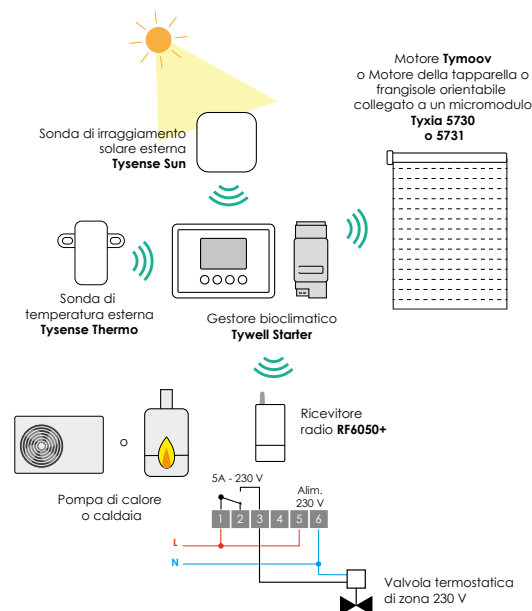 Motore Tymoov
o Motore della tapparella o
frangisole orientabile
collegato a un micromodulo
Tyxia 5730
o 5731
Sonda di irraggiamento
solare esterna
Tysense Sun
Sonda di
temperatura esterna
Tysense Thermo
Gestore bioclimatico
Tywell Starter
o
Ricevitore
radio RF6050+
Pompa di calore
o caldaia
5A - 230 V
Alim.
230 V
1 2 3 4 5 6
L
N
Valvola termostatica
di zona 230 V